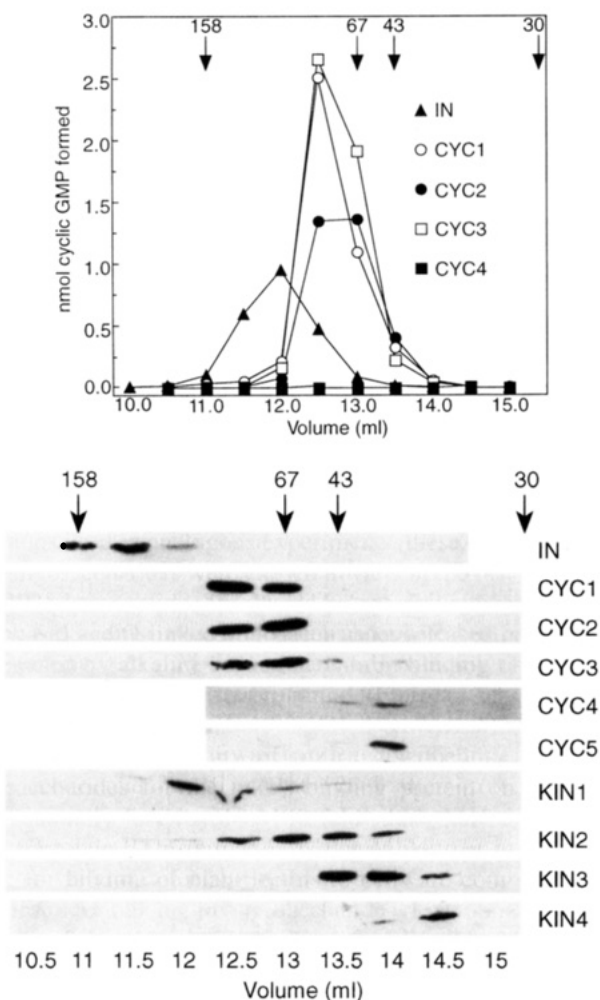 158 67 43 30
3.0
2.5
2.0
1.5
1.0
0.5
0.0
nmol cyclic GMP formed
IN
CYC1
CYC2
CYC3
CYC4
10.0 11.0 12.0 13.0 14.0 15.0
Volume (ml)
158 67 43 30
IN
CYC1
CYC2
CYC3
CYC4
CYC5
KIN1
KIN2
KIN3
KIN4
10.5 11 11.5 12 12.5 13 13.5 14 14.5 15
Volume (ml)